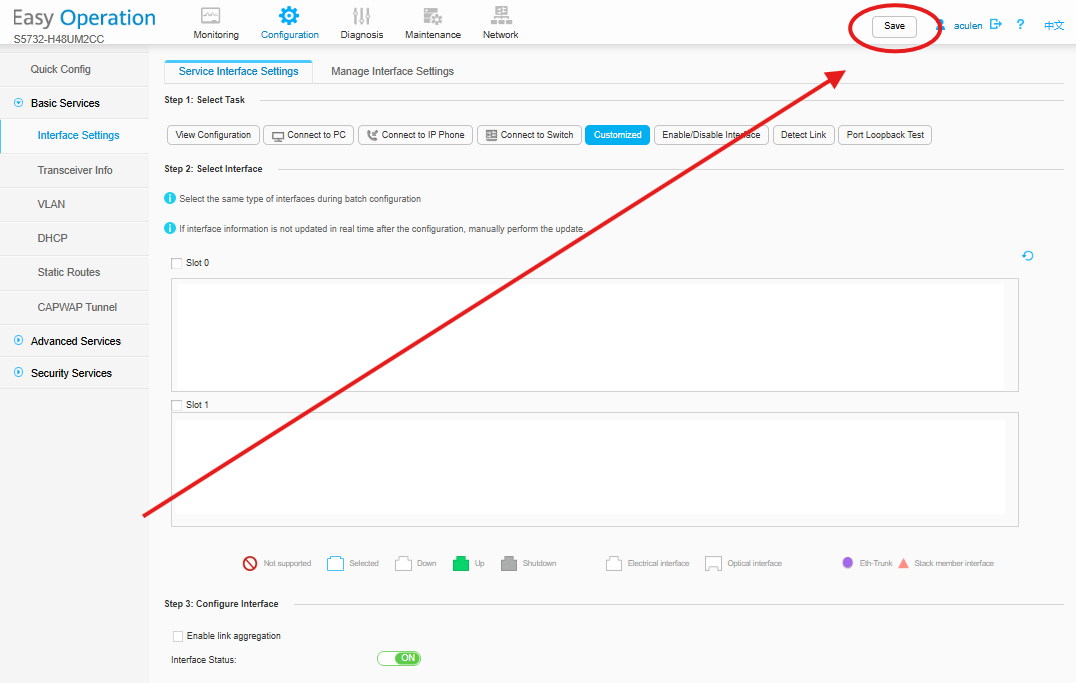 Easy Operation
S5732-H48UM2CC
Monitoring
Configuration
Diagnosis
Maintenance
Network
Save
aculen
?
中文
Quick Config
Basic Services
Interface Settings
Transceiver Info
VLAN
DHCP
Static Routes
CAPWAP Tunnel
Advanced Services
Security Services
Service Interface Settings
Manage Interface Settings
Step 1: Select Task
View Configuration
Connect to PC
Connect to IP Phone
Connect to Switch
Customized
Enable/Disable Interface
Detect Link
Port Loopback Test
Step 2: Select Interface
Select the same type of interfaces during batch configuration
If interface information is not updated in real time after the configuration, manually perform the update.
Slot 0
Slot 1
Not supported
Selected
Down
Up
Shutdown
Electrical interface
Optical interface
Eth-Trunk
Stack member interface
Step 3: Configure Interface
Enable link aggregation
Interface Status:
ON